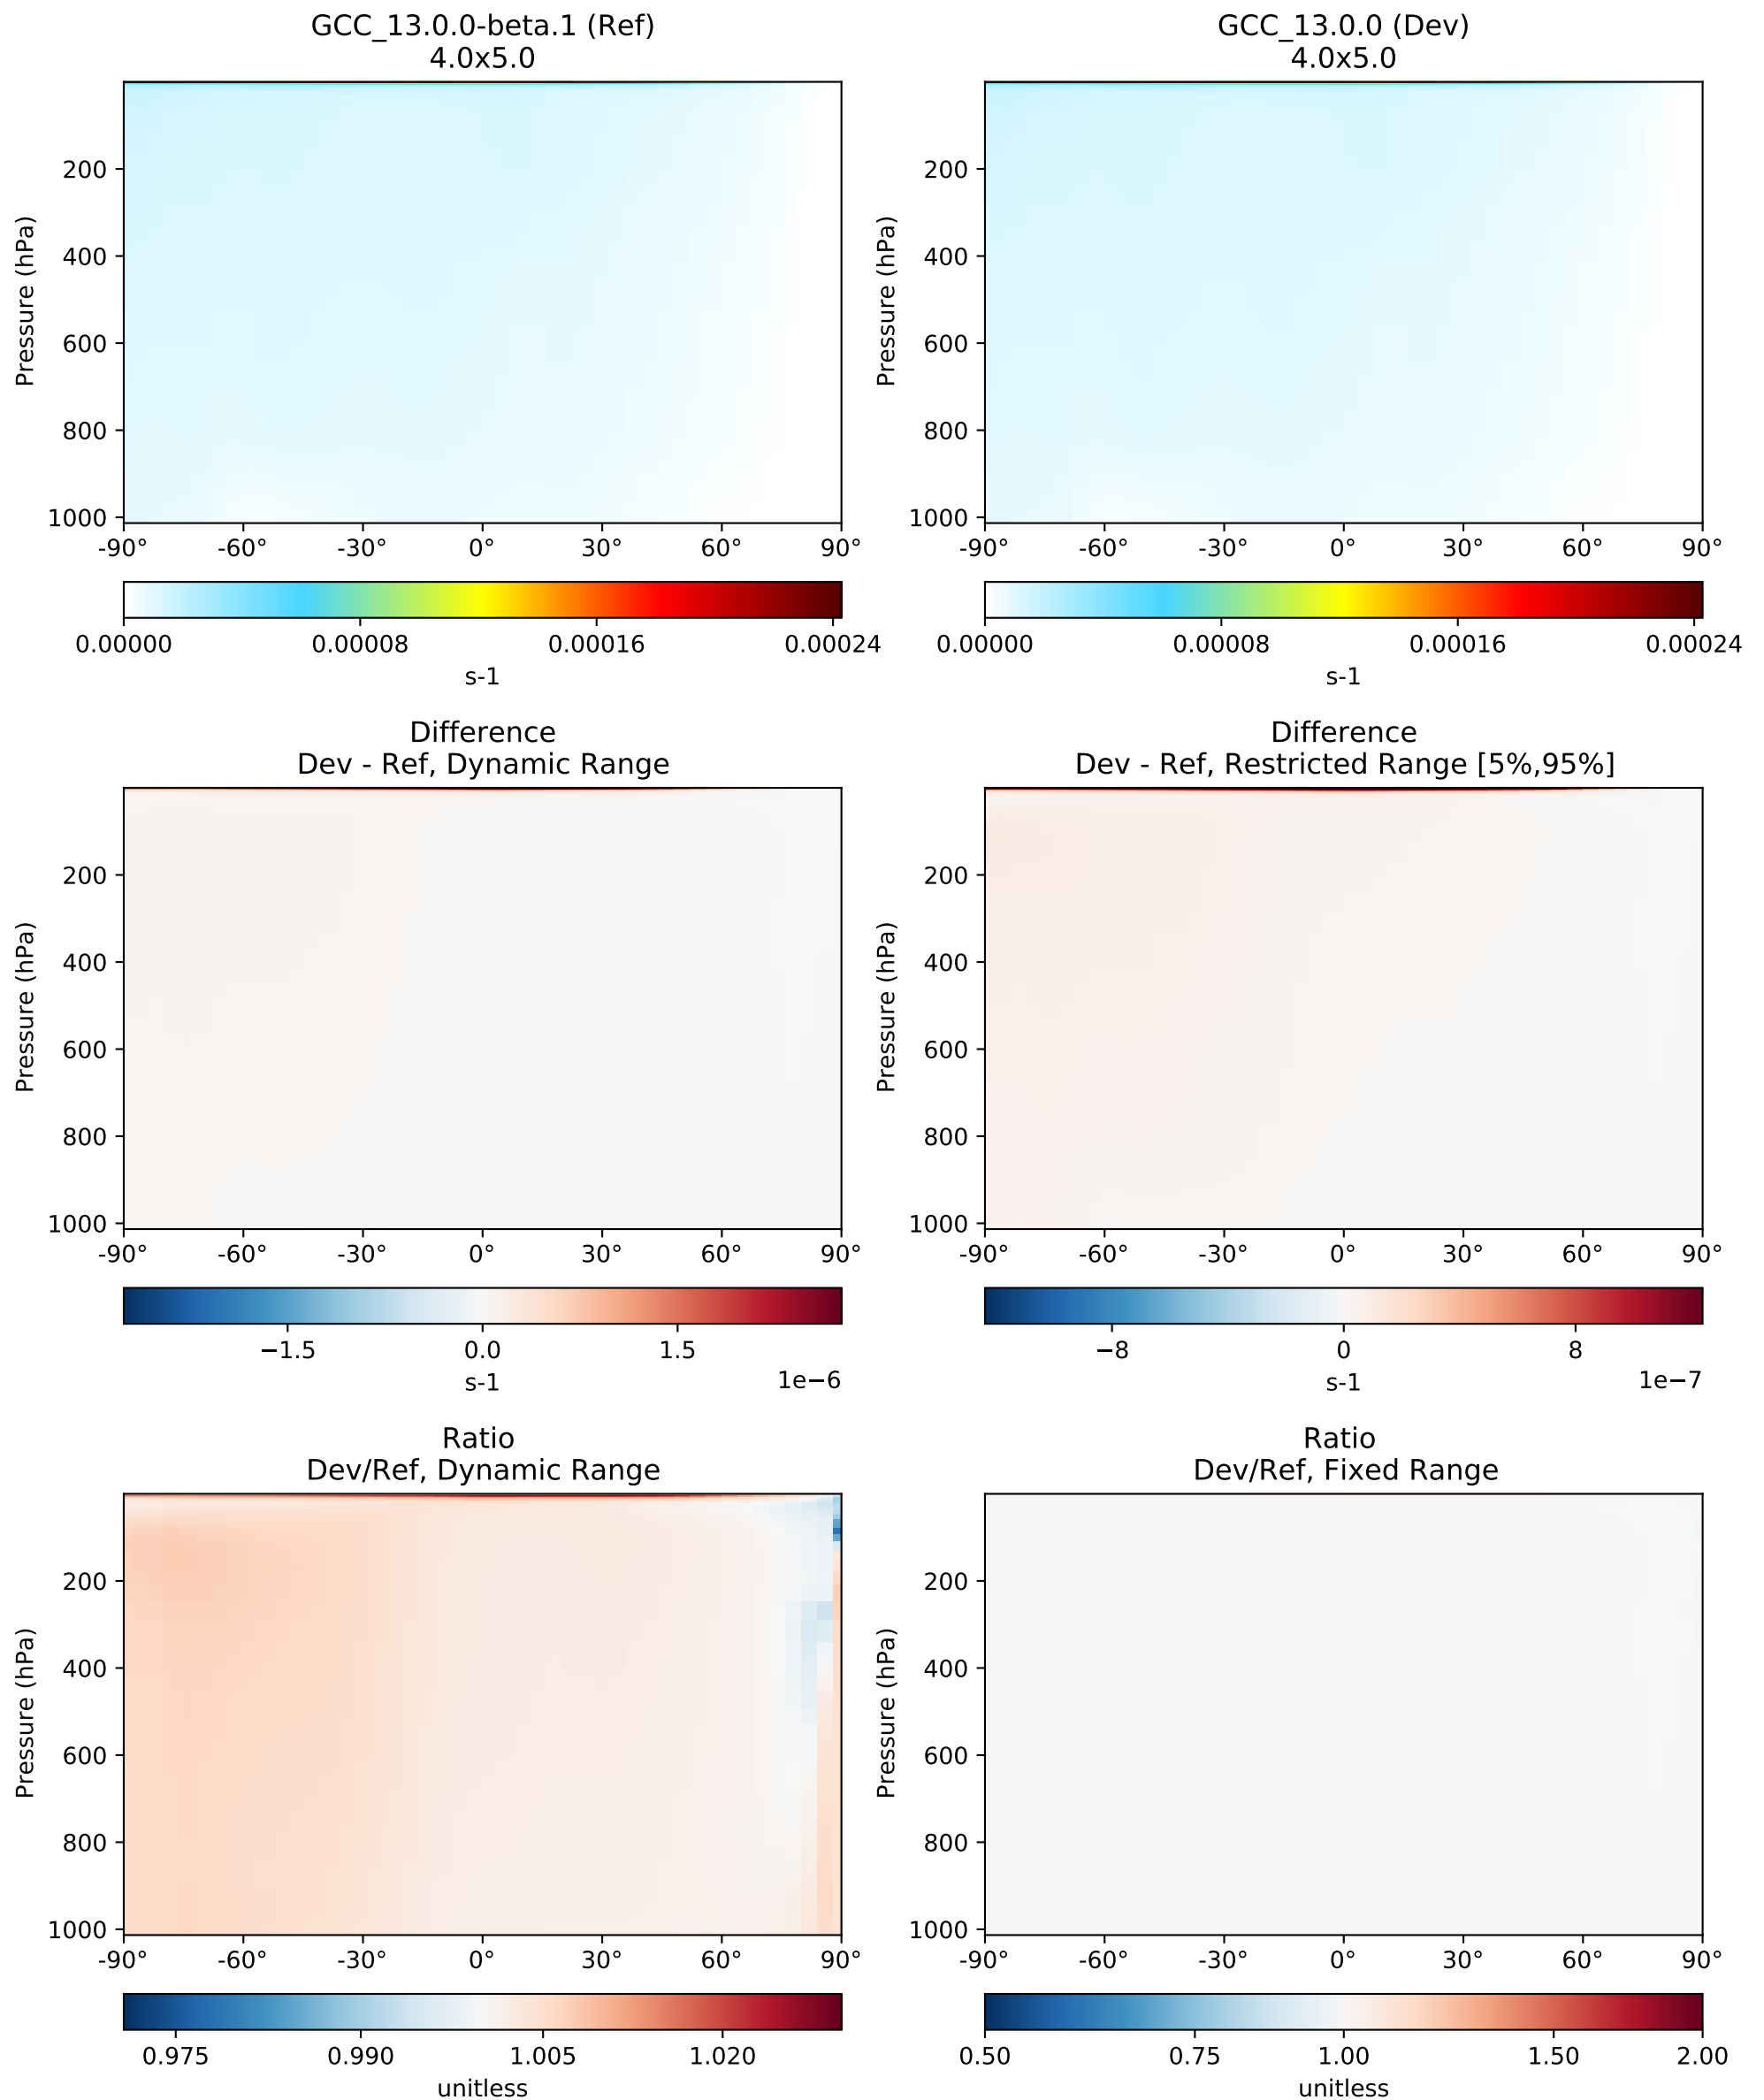 GCC_13.0.0-beta.1 (Ref)
4.0x5.0
Pressure (hPa)
200
400
600
800
1000
-90° -60° -30° 0° 30° 60° 90°
0.00000 0.00008 0.00016 0.00024
s-1
GCC_13.0.0 (Dev)
4.0x5.0
Pressure (hPa)
200
400
600
800
1000
-90° -60° -30° 0° 30° 60° 90°
0.00000 0.00008 0.00016 0.00024
s-1
Difference
Dev - Ref, Dynamic Range
Pressure (hPa)
200
400
600
800
1000
-90° -60° -30° 0° 30° 60° 90°
−1.5 0.0 1.5
s-1 1e−6
Difference
Dev - Ref, Restricted Range [5%,95%]
Pressure (hPa)
200
400
600
800
1000
-90° -60° -30° 0° 30° 60° 90°
−8 0 8
s-1 1e−7
Ratio
Dev/Ref, Dynamic Range
Pressure (hPa)
200
400
600
800
1000
-90° -60° -30° 0° 30° 60° 90°
0.975 0.990 1.005 1.020
unitless
Ratio
Dev/Ref, Fixed Range
Pressure (hPa)
200
400
600
800
1000
-90° -60° -30° 0° 30° 60° 90°
0.50 0.75 1.00 1.50 2.00
unitless